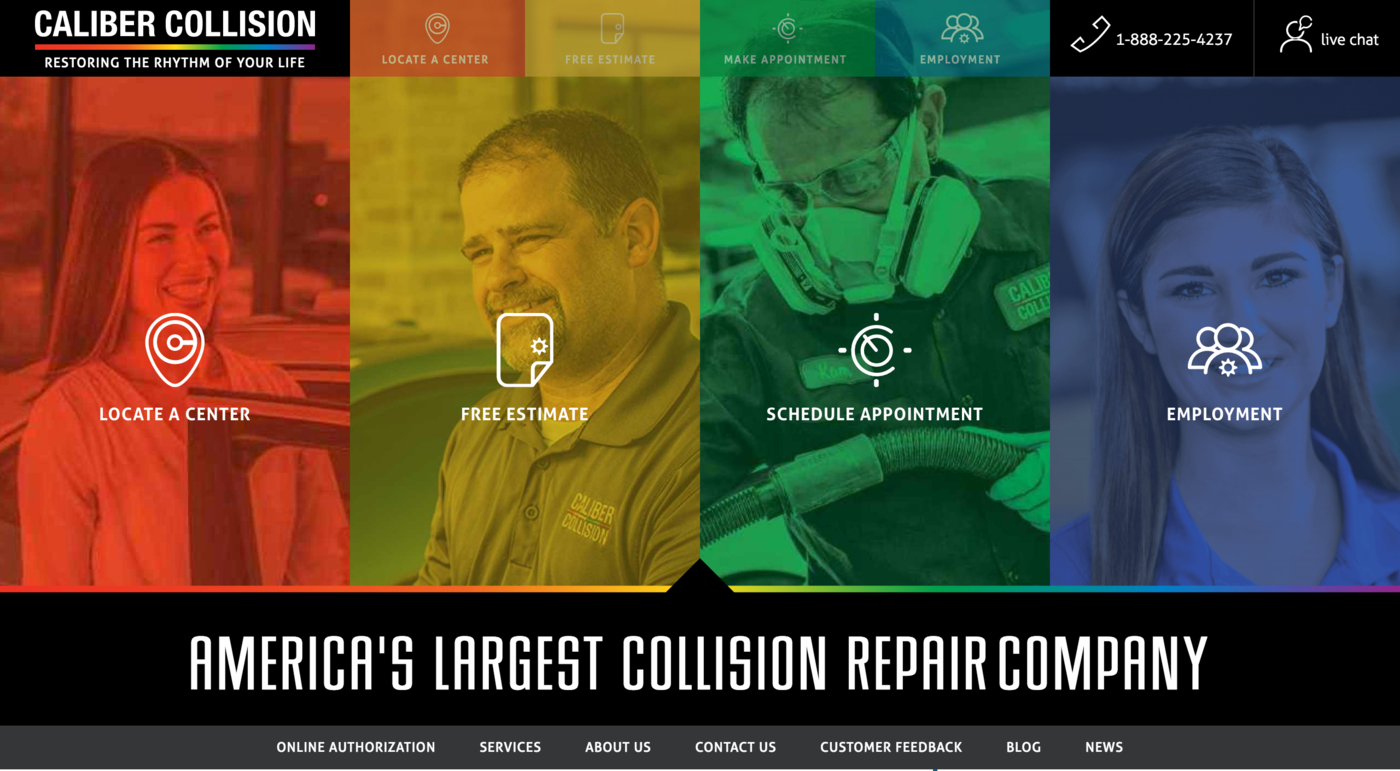 CALIBER COLLISION
RESTORING THE RHYTHM OF YOUR LIFE
LOCATE A CENTER
FREE ESTIMATE
MAKE APPOINTMENT
EMPLOYMENT
1-888-225-4237
live chat
LOCATE A CENTER
FREE ESTIMATE
SCHEDULE APPOINTMENT
EMPLOYMENT
CALIBER
COLLISION
AMERICA'S LARGEST COLLISION REPAIR COMPANY
ONLINE AUTHORIZATION
SERVICES
ABOUT US
CONTACT US
CUSTOMER FEEDBACK
BLOG
NEWS